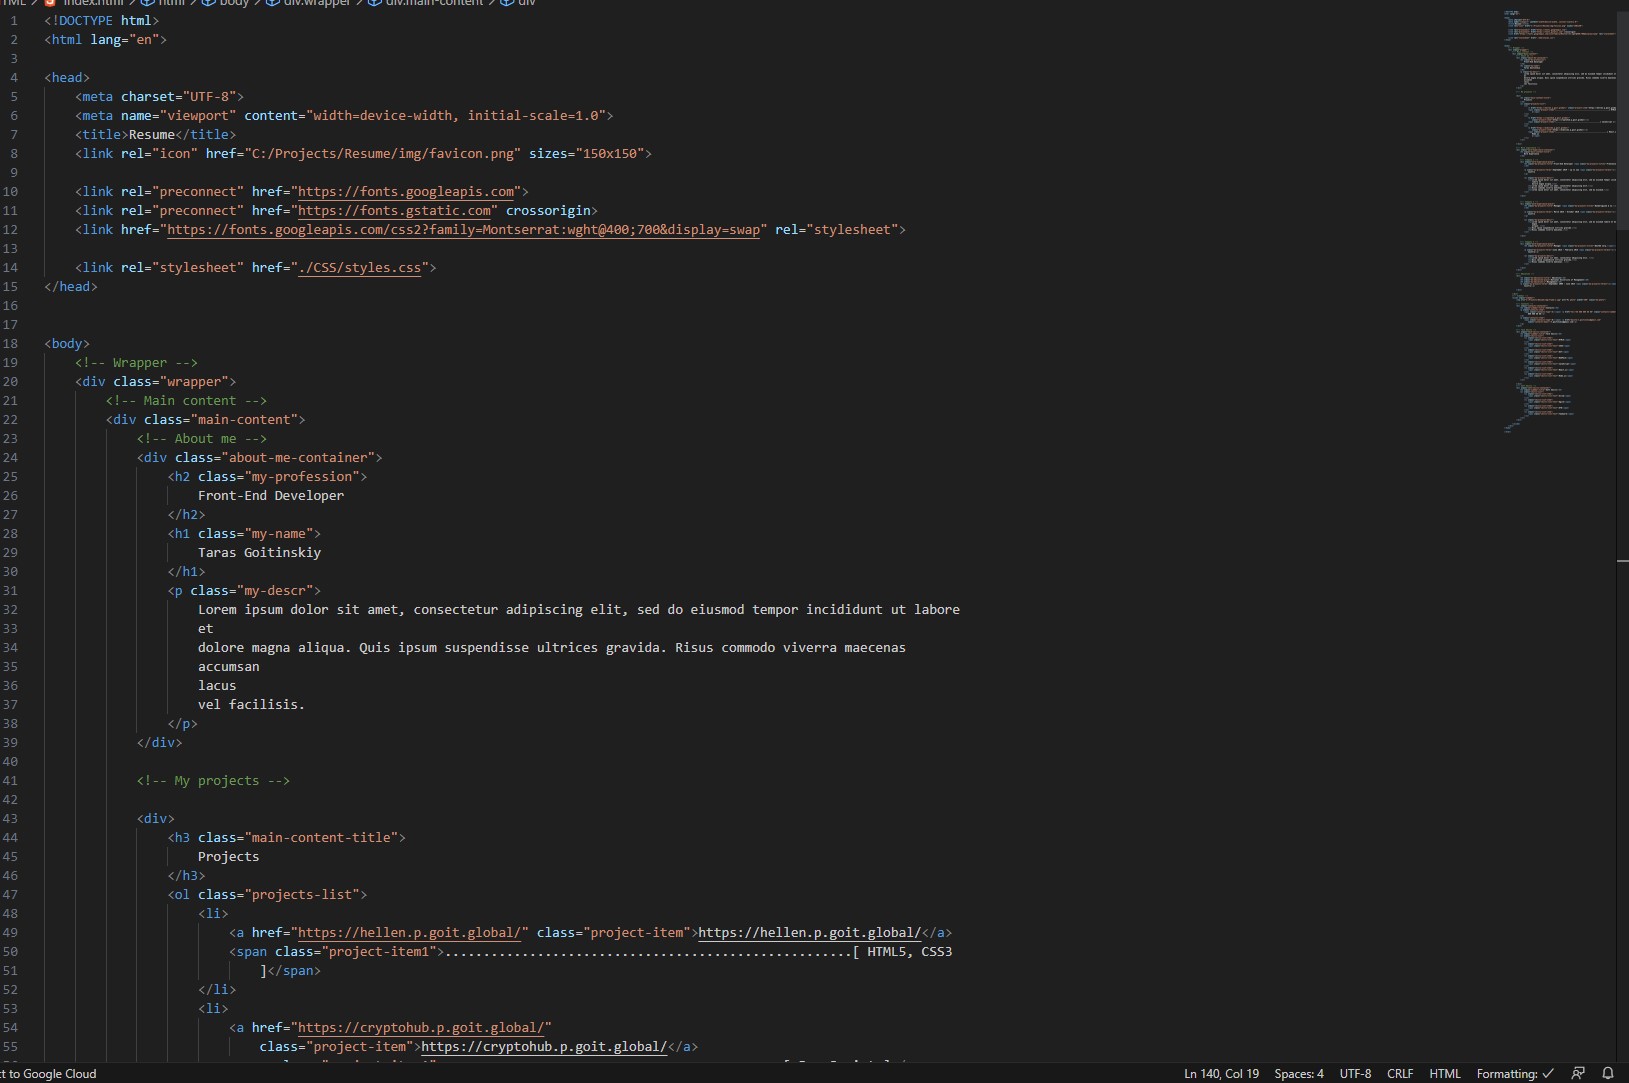 index.html > html > body > div.wrapper > div.main-content > div
1 <!DOCTYPE html>
2 <html lang="en">
3
4 <head>
5 <meta charset="UTF-8">
6 <meta name="viewport" content="width=device-width, initial-scale=1.0">
7 <title>Resume</title>
8 <link rel="icon" href="C:/Projects/Resume/img/favicon.png" sizes="150x150">
9
10 <link rel="preconnect" href="https://fonts.googleapis.com">
11 <link rel="preconnect" href="https://fonts.gstatic.com" crossorigin>
12 <link href="https://fonts.googleapis.com/css2?family=Montserrat:wght@400;700&display=swap" rel="stylesheet">
13
14 <link rel="stylesheet" href="./CSS/styles.css">
15 </head>
16
17
18 <body>
19 <!-- Wrapper -->
20 <div class="wrapper">
21 <!-- Main content -->
22 <div class="main-content">
23 <!-- About me -->
24 <div class="about-me-container">
25 <h2 class="my-profession">
26 Front-End Developer
27 </h2>
28 <h1 class="my-name">
29 Taras Goitinskiy
30 </h1>
31 <p class="my-descr">
32 Lorem ipsum dolor sit amet, consectetur adipiscing elit, sed do eiusmod tempor incididunt ut labore
33 et
34 dolore magna aliqua. Quis ipsum suspendisse ultrices gravida. Risus commodo viverra maecenas
35 accumsan
36 lacus
37 vel facilisis.
38 </p>
39 </div>
40
41 <!-- My projects -->
42
43 <div>
44 <h3 class="main-content-title">
45 Projects
46 </h3>
47 <ol class="projects-list">
48 <li>
49 <a href="https://hellen.p.goit.global/" class="project-item">https://hellen.p.goit.global/</a>
50 <span class="project-item1">.....................................................[ HTML5, CSS3
51 ]</span>
52 </li>
53 <li>
54 <a href="https://cryptohub.p.goit.global/"
55 class="project-item">https://cryptohub.p.goit.global/</a>
ct to Google Cloud
Ln 140, Col 19 Spaces: 4 UTF-8 CRLF HTML Formatting: ✓